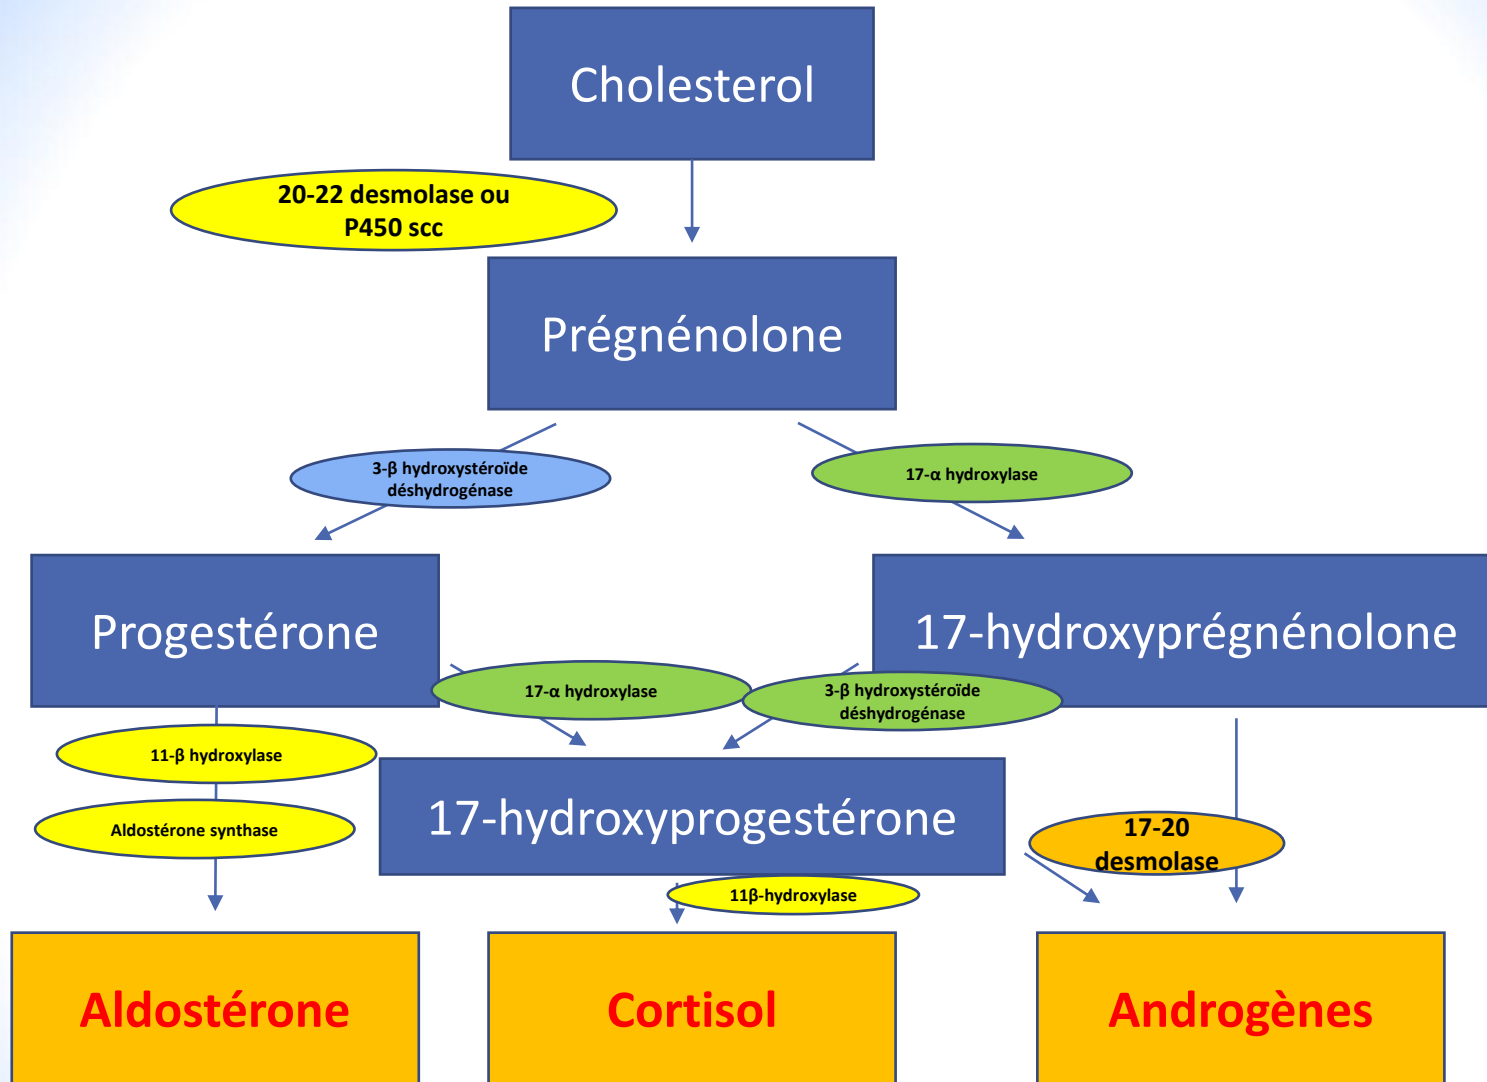 Cholesterol
20-22 desmolase ou
P450 scc
Prégnénolone
3-β hydroxystéroïde
déshydrogénase
17-α hydroxylase
Progestérone
17-hydroxyprégnénolone
17-α hydroxylase
3-β hydroxystéroïde
déshydrogénase
11-β hydroxylase
Aldostérone synthase
17-hydroxyprogestérone
17-20
desmolase
11β-hydroxylase
Aldostérone
Cortisol
Androgènes